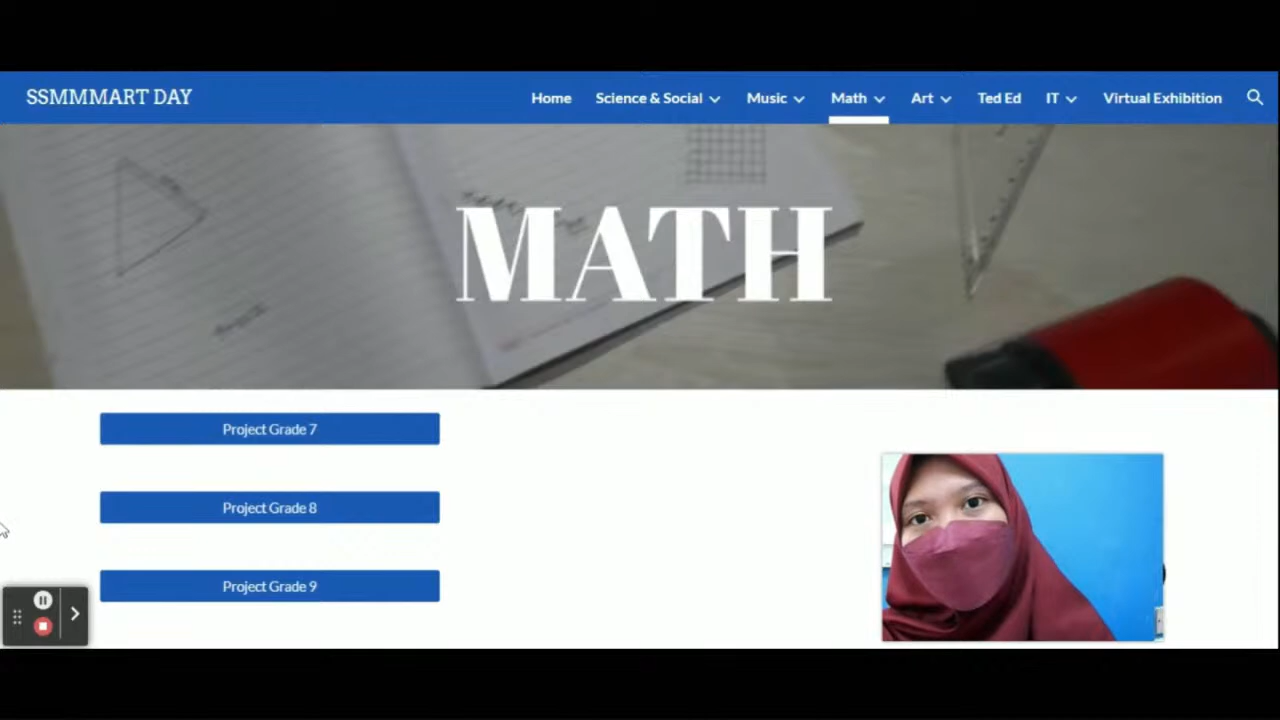 SSMMMART DAY
Home Science & Social Music Math Art Ted Ed IT Virtual Exhibition
MATH
Project Grade 7
Project Grade 8
Project Grade 9